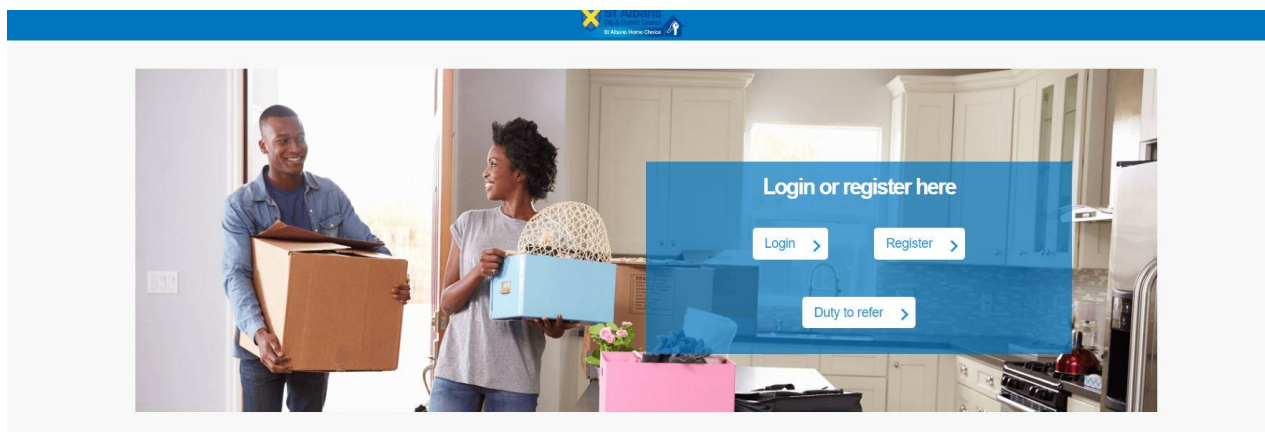 St Albans
City & District Council
St Albans Home Choice
Login or register here
Login
Register
Duty to refer